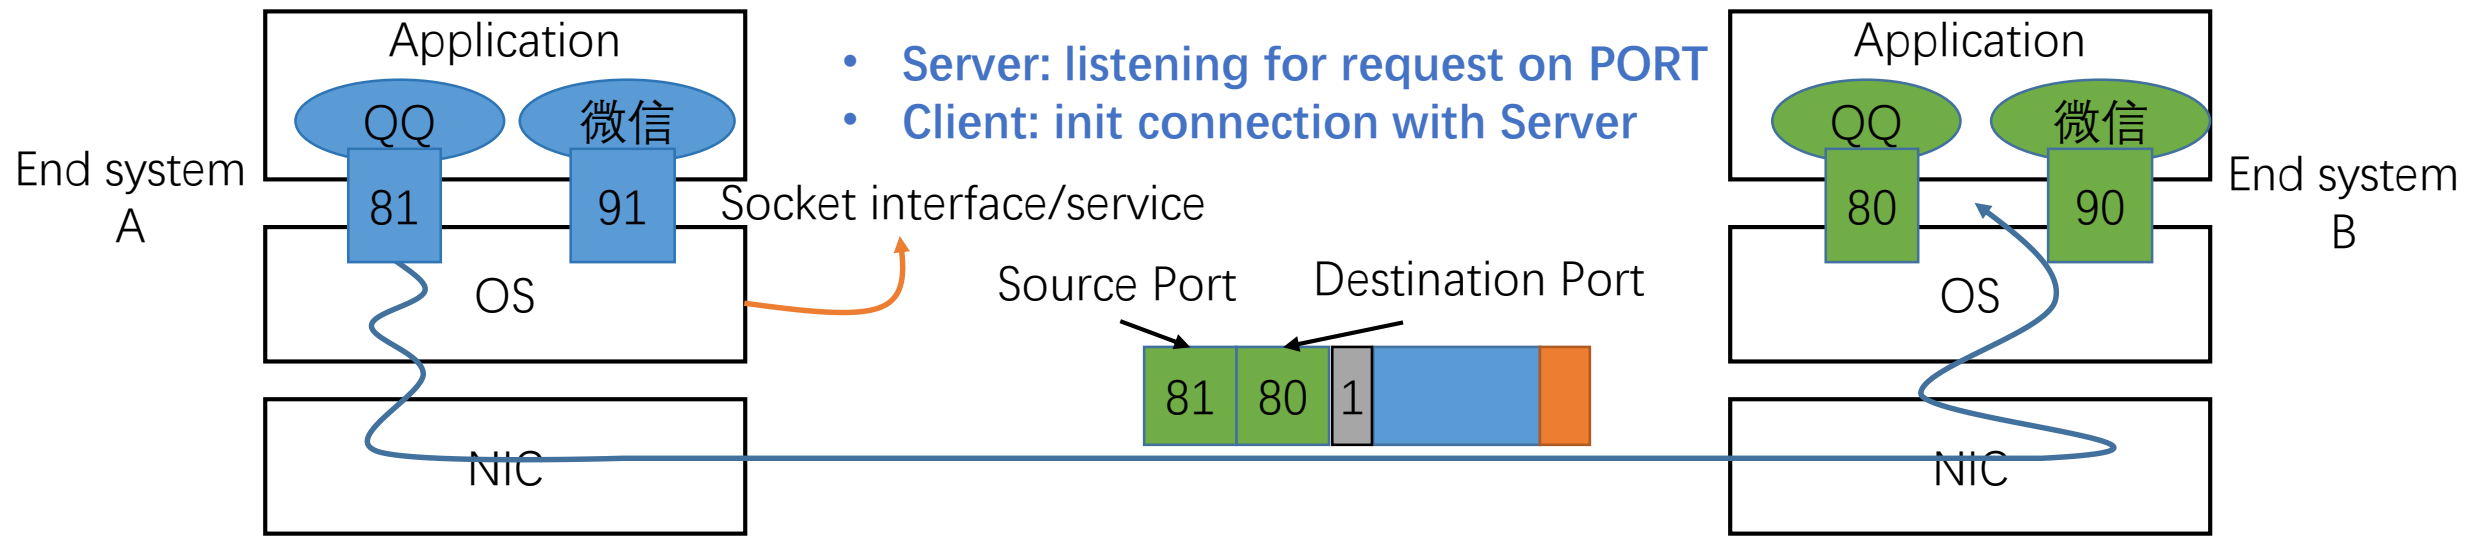 Application
QQ
微信
81
91
End system
A
OS
NIC
• Server: listening for request on PORT
• Client: init connection with Server
Socket interface/service
Source Port
Destination Port
81
80
1
Application
QQ
微信
80
90
End system
B
OS
NIC